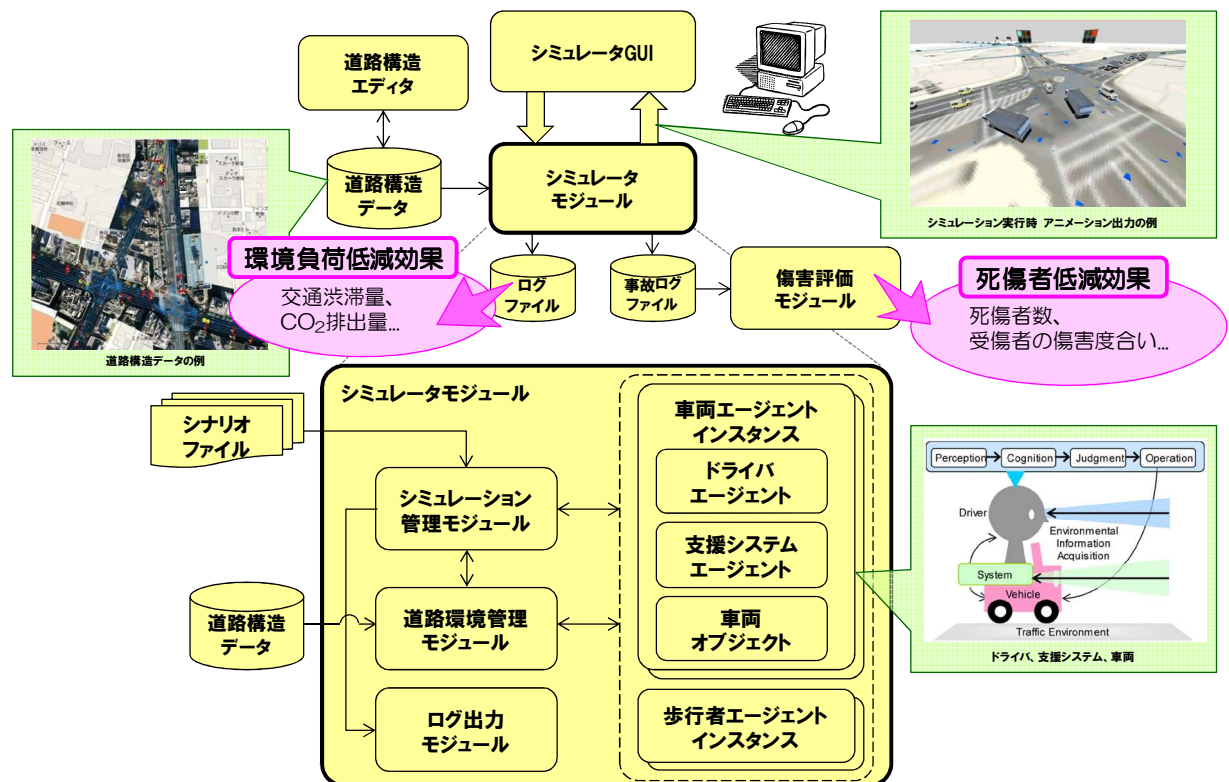 道路構造
エディタ
シミュレータGUI
道路構造
データ
シミュレータ
モジュール
シミュレーション実行時 アニメーション出力の例
環境負荷低減効果
交通渋滞量、
CO2排出量...
道路構造データの例
ログ
ファイル
事故ログ
ファイル
傷害評価
モジュール
死傷者低減効果
死傷者数、
受傷者の傷害度合い...
シミュレータモジュール
シナリオ
ファイル
シミュレーション
管理モジュール
道路構造
データ
道路環境管理
モジュール
ログ出力
モジュール
車両エージェント
インスタンス
ドライバ
エージェント
支援システム
エージェント
車両
オブジェクト
歩行者エージェント
インスタンス
Perception Cognition Judgment Operation
Driver
Environmental
Information
Acquisition
System
Vehicle
Traffic Environment
ドライバ、支援システム、車両